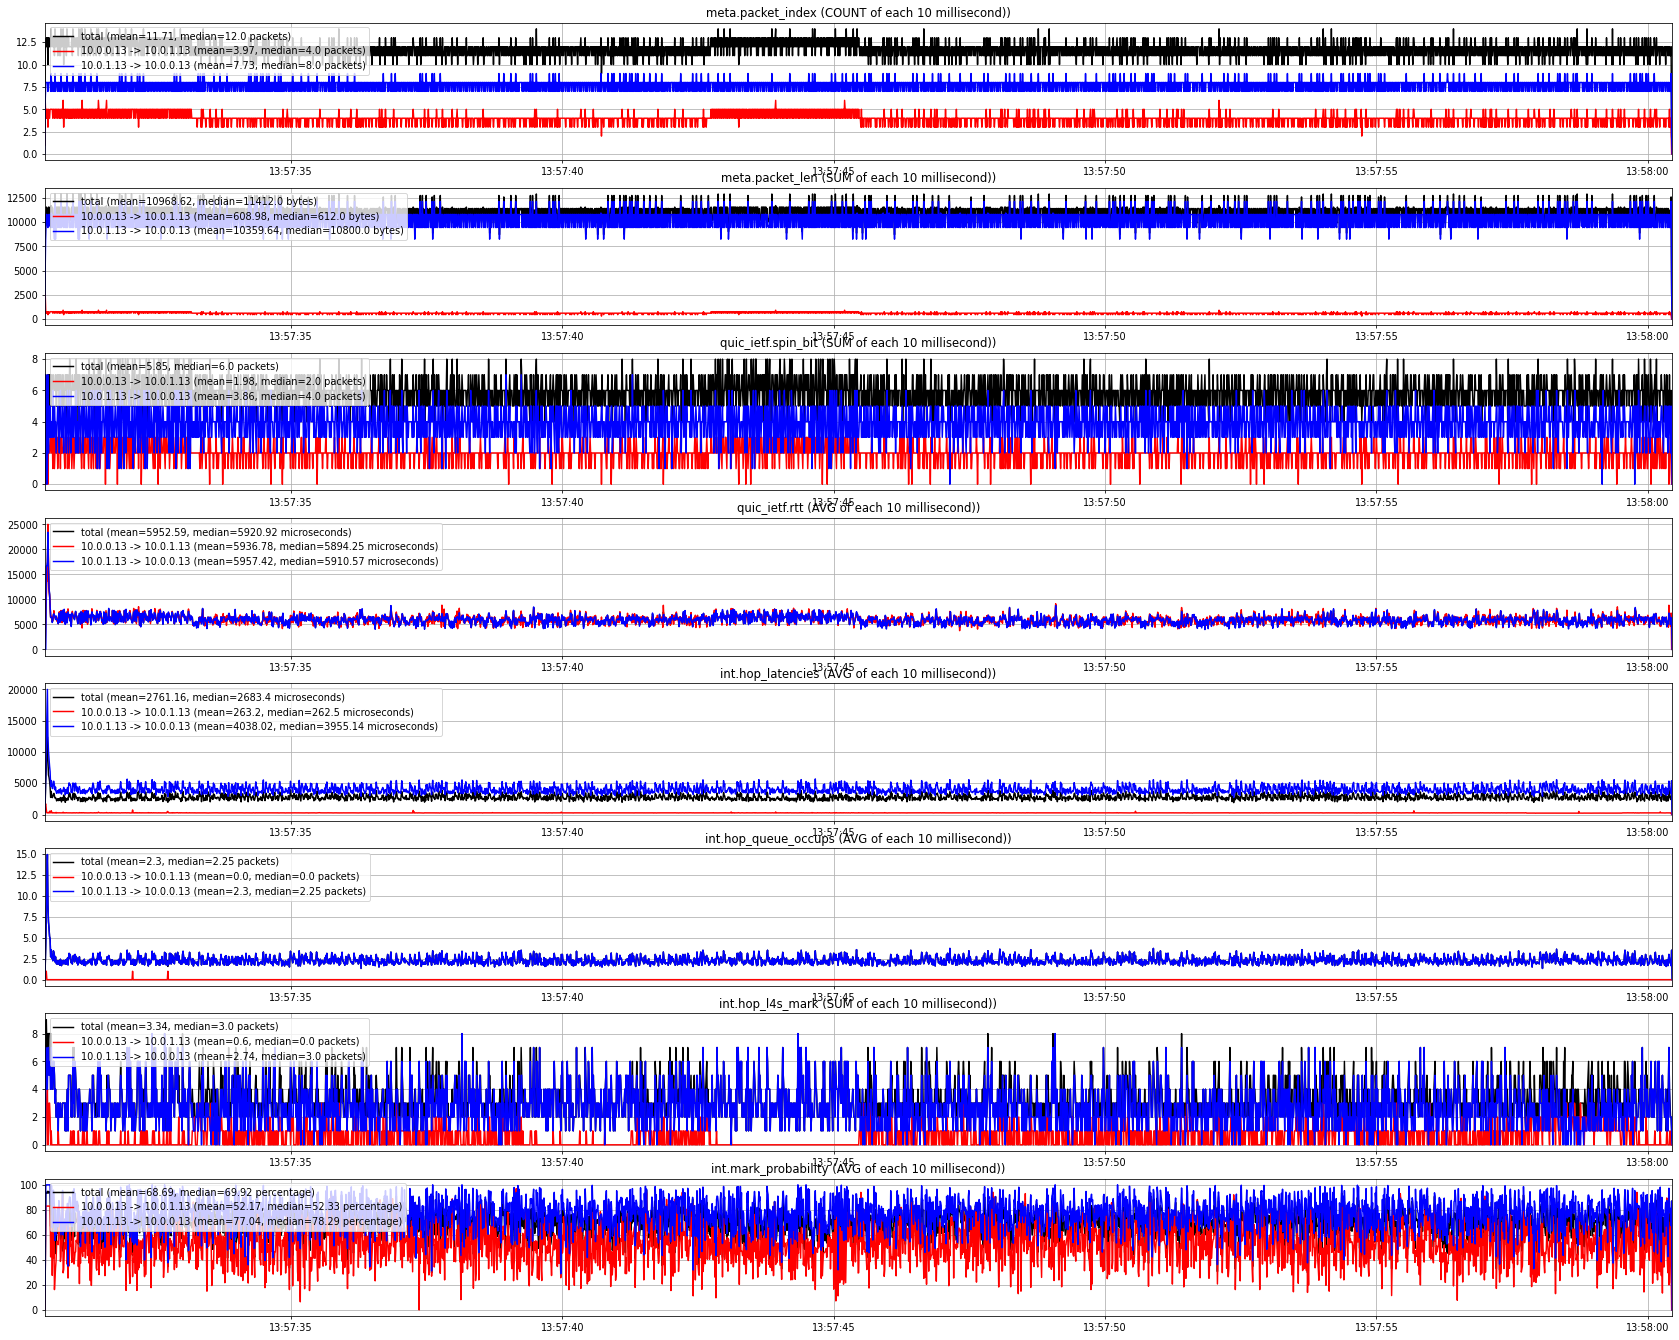 meta.packet_index (COUNT of each 10 millisecond))
total (mean=11.71, median=12.0 packets)
10.0.0.13 -> 10.0.1.13 (mean=3.97, median=4.0 packets)
10.0.1.13 -> 10.0.0.13 (mean=7.73, median=8.0 packets)
12.5
10.0
7.5
5.0
2.5
0.0
13:57:35 13:57:40 13:57:45 13:57:50 13:57:55 13:58:00
meta.packet_len (SUM of each 10 millisecond))
total (mean=10968.62, median=11412.0 bytes)
10.0.0.13 -> 10.0.1.13 (mean=608.98, median=612.0 bytes)
10.0.1.13 -> 10.0.0.13 (mean=10359.64, median=10800.0 bytes)
12500
10000
7500
5000
2500
0
13:57:35 13:57:40 13:57:45 13:57:50 13:57:55 13:58:00
quic_ietf.spin_bit (SUM of each 10 millisecond))
total (mean=5.85, median=6.0 packets)
10.0.0.13 -> 10.0.1.13 (mean=1.98, median=2.0 packets)
10.0.1.13 -> 10.0.0.13 (mean=3.86, median=4.0 packets)
8
6
4
2
0
13:57:35 13:57:40 13:57:45 13:57:50 13:57:55 13:58:00
quic_ietf.rtt (AVG of each 10 millisecond))
total (mean=5952.59, median=5920.92 microseconds)
10.0.0.13 -> 10.0.1.13 (mean=5936.78, median=5894.25 microseconds)
10.0.1.13 -> 10.0.0.13 (mean=5957.42, median=5910.57 microseconds)
25000
20000
15000
10000
5000
0
13:57:35 13:57:40 13:57:45 13:57:50 13:57:55 13:58:00
int.hop_latencies (AVG of each 10 millisecond))
total (mean=2761.16, median=2683.4 microseconds)
10.0.0.13 -> 10.0.1.13 (mean=263.2, median=262.5 microseconds)
10.0.1.13 -> 10.0.0.13 (mean=4038.02, median=3955.14 microseconds)
20000
15000
10000
5000
0
13:57:35 13:57:40 13:57:45 13:57:50 13:57:55 13:58:00
int.hop_queue_occups (AVG of each 10 millisecond))
total (mean=2.3, median=2.25 packets)
10.0.0.13 -> 10.0.1.13 (mean=0.0, median=0.0 packets)
10.0.1.13 -> 10.0.0.13 (mean=2.3, median=2.25 packets)
15.0
12.5
10.0
7.5
5.0
2.5
0.0
13:57:35 13:57:40 13:57:45 13:57:50 13:57:55 13:58:00
int.hop_l4s_mark (SUM of each 10 millisecond))
total (mean=3.34, median=3.0 packets)
10.0.0.13 -> 10.0.1.13 (mean=0.6, median=0.0 packets)
10.0.1.13 -> 10.0.0.13 (mean=2.74, median=3.0 packets)
8
6
4
2
0
13:57:35 13:57:40 13:57:45 13:57:50 13:57:55 13:58:00
int.mark_probability (AVG of each 10 millisecond))
total (mean=68.69, median=69.92 percentage)
10.0.0.13 -> 10.0.1.13 (mean=52.17, median=52.33 percentage)
10.0.1.13 -> 10.0.0.13 (mean=77.04, median=78.29 percentage)
100
80
60
40
20
0
13:57:35 13:57:40 13:57:45 13:57:50 13:57:55 13:58:00